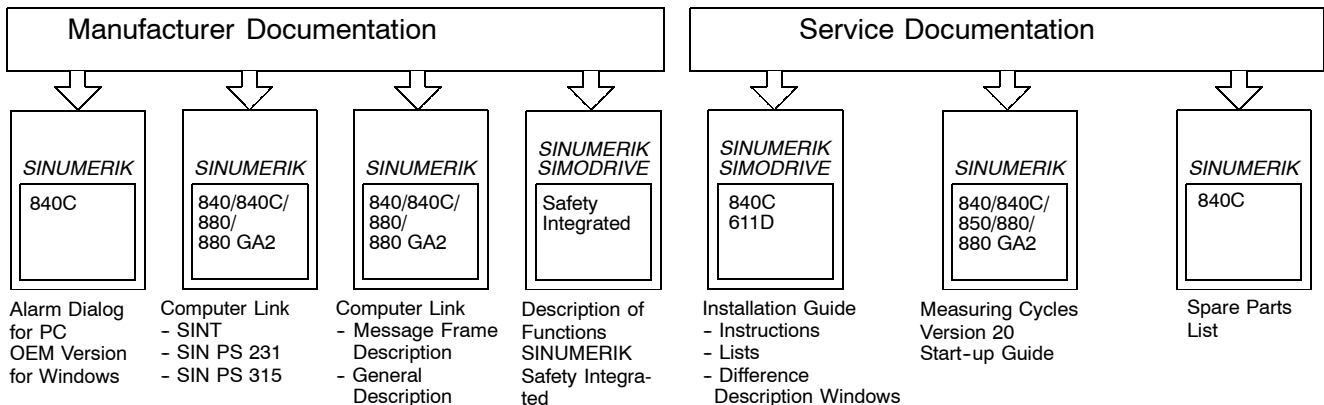 Manufacturer Documentation
Service Documentation
SINUMERIK
840C
Alarm Dialog
for PC
OEM Version
for Windows
SINUMERIK
840/840C/
880/
880 GA2
Computer Link
- SINT
- SIN PS 231
- SIN PS 315
SINUMERIK
840/840C/
880/
880 GA2
Computer Link
- Message Frame
Description
- General
Description
SINUMERIK
SIMODRIVE
Safety
Integrated
Description of
Functions
SINUMERIK
Safety Integra-
ted
SINUMERIK
SIMODRIVE
840C
611D
Installation Guide
- Instructions
- Lists
- Difference
Description Windows
SINUMERIK
840/840C/
850/880/
880 GA2
Measuring Cycles
Version 20
Start-up Guide
SINUMERIK
840C
Spare Parts
List